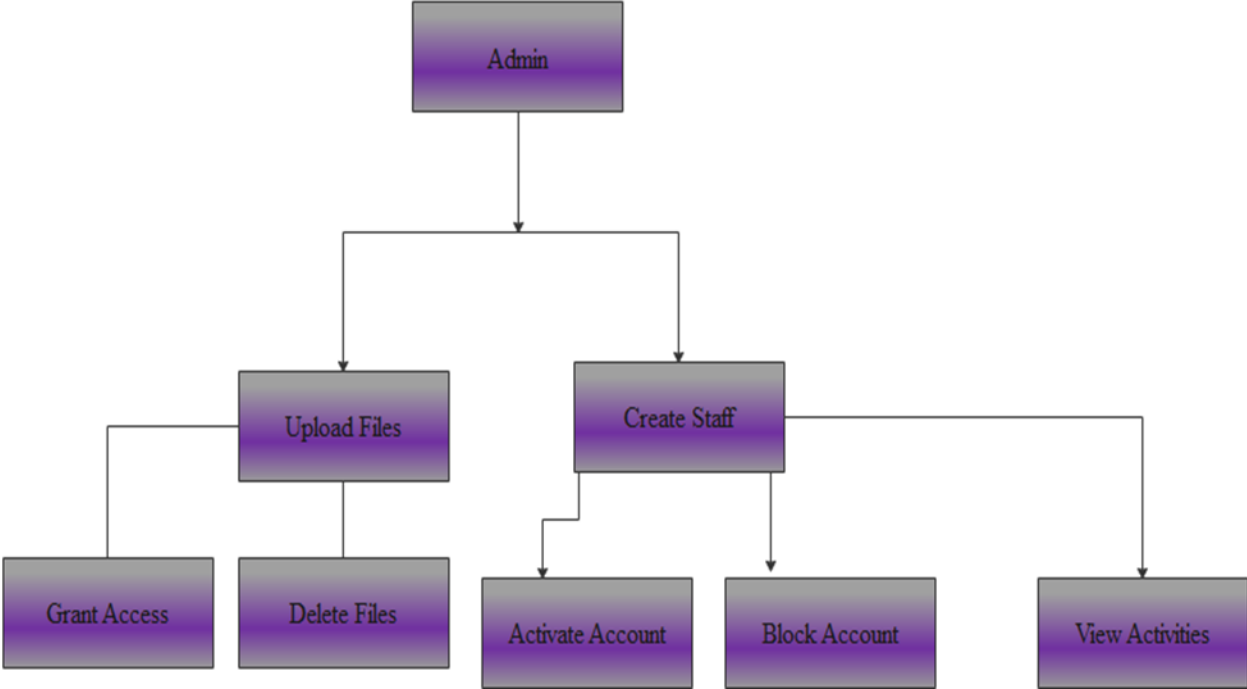 Admin
Upload Files
Create Staff
Grant Access
Delete Files
Activate Account
Block Account
View Activities